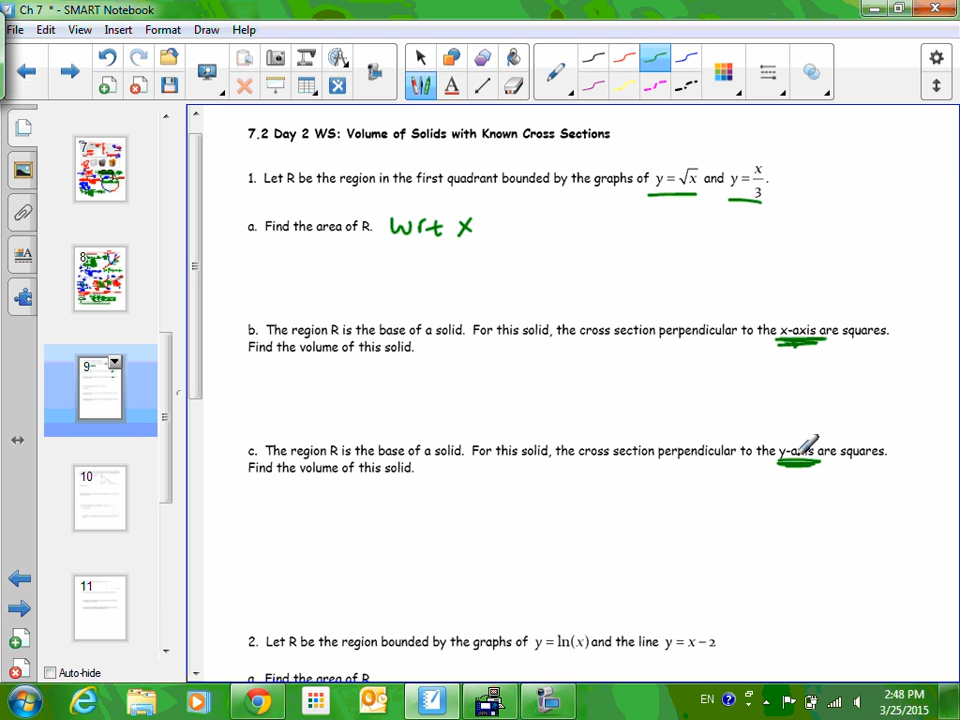 Ch 7 * - SMART Notebook
File Edit View Insert Format Draw Help
7
8
9
10
11
Auto-hide
7.2 Day 2 WS: Volume of Solids with Known Cross Sections
1. Let R be the region in the first quadrant bounded by the graphs of y = √x and y = x/3.
a. Find the area of R. wrt x
b. The region R is the base of a solid. For this solid, the cross section perpendicular to the x-axis are squares.
Find the volume of this solid.
c. The region R is the base of a solid. For this solid, the cross section perpendicular to the y-axis are squares.
Find the volume of this solid.
2. Let R be the region bounded by the graphs of y = ln(x) and the line y = x - 2
a. Find the area of R
EN
2:48 PM
3/25/2015